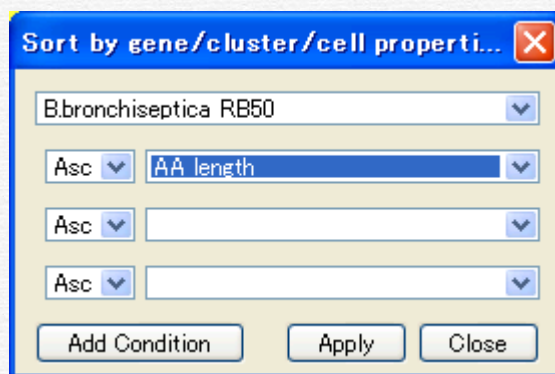 Sort by gene/cluster/cell properti...
B.bronchiseptica RB50
Asc AA length
Asc
Asc
Add Condition Apply Close